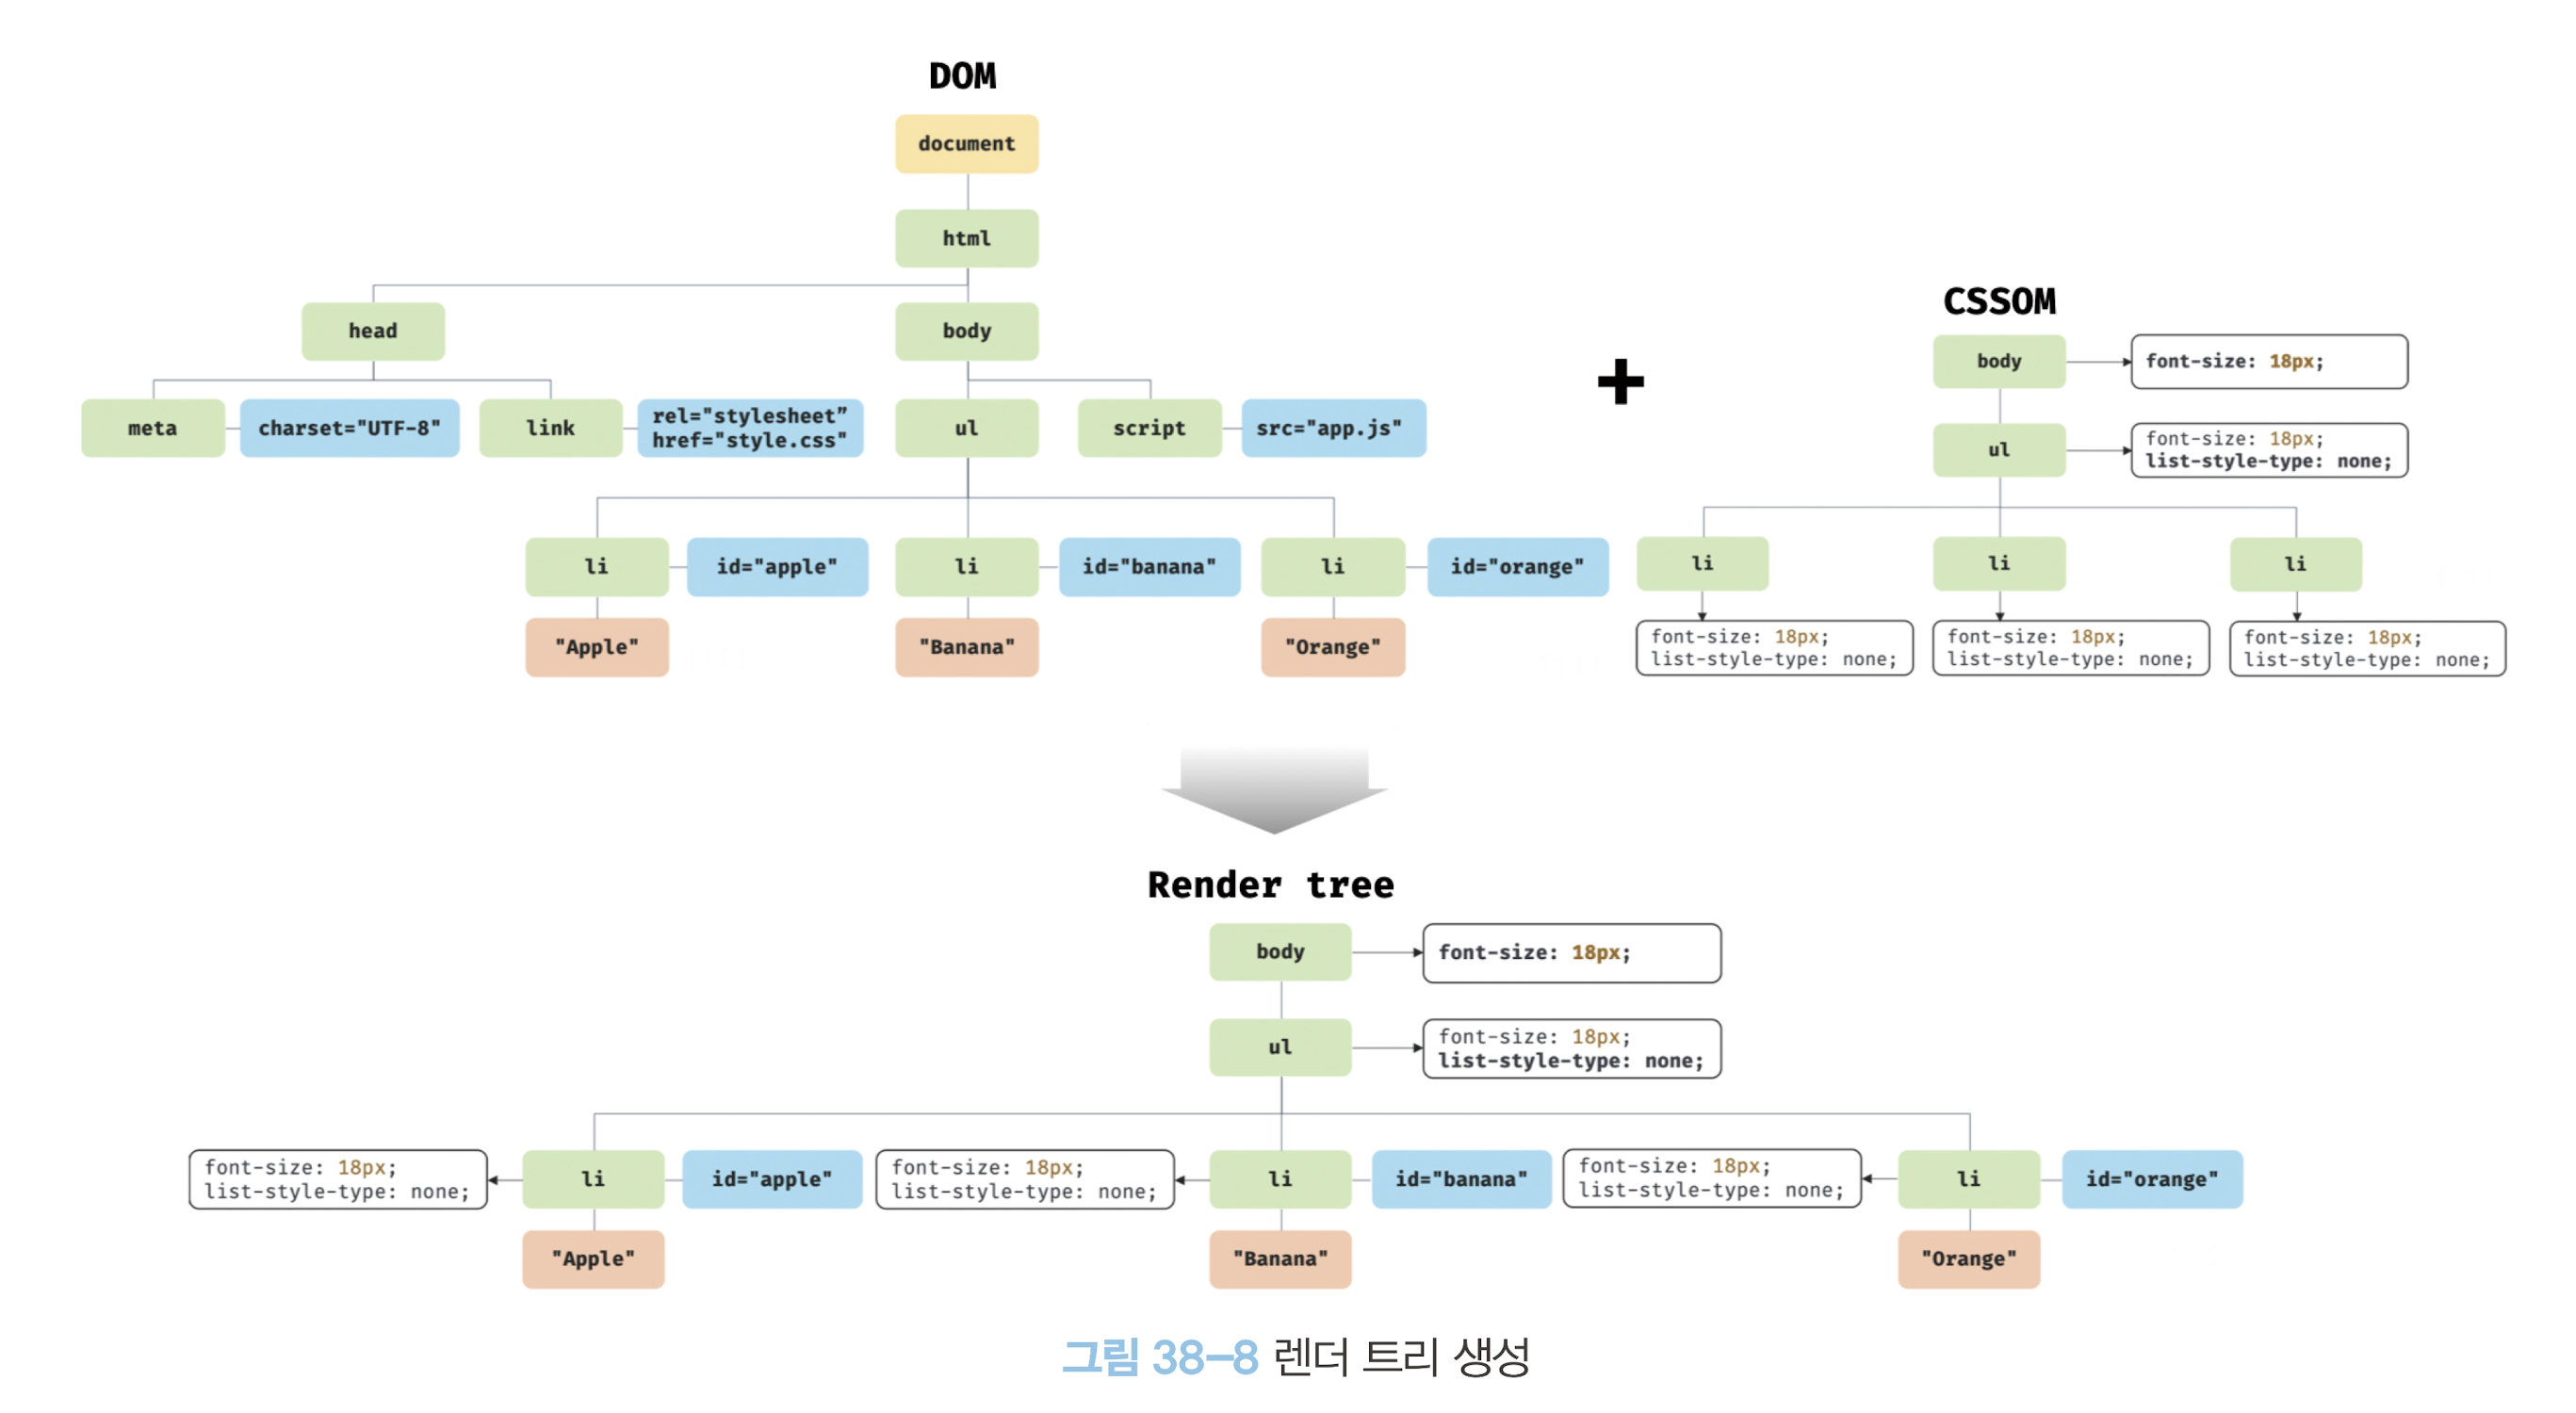 DOM
document
html
head
body
meta
charset="UTF-8"
link
rel="stylesheet”
href="style.css"
ul
script
src="app.js"
li
id="apple"
li
id="banana"
li
id="orange"
"Apple"
"Banana"
"Orange"
+
CSSOM
body
font-size: 18px;
ul
font-size: 18px;
list-style-type: none;
li
li
li
font-size: 18px;
list-style-type: none;
font-size: 18px;
list-style-type: none;
font-size: 18px;
list-style-type: none;
Render tree
body
font-size: 18px;
ul
font-size: 18px;
list-style-type: none;
font-size: 18px;
list-style-type: none;
li
id="apple"
font-size: 18px;
list-style-type: none;
li
id="banana"
font-size: 18px;
list-style-type: none;
li
id="orange"
"Apple"
"Banana"
"Orange"
그림 38–8 렌더 트리 생성